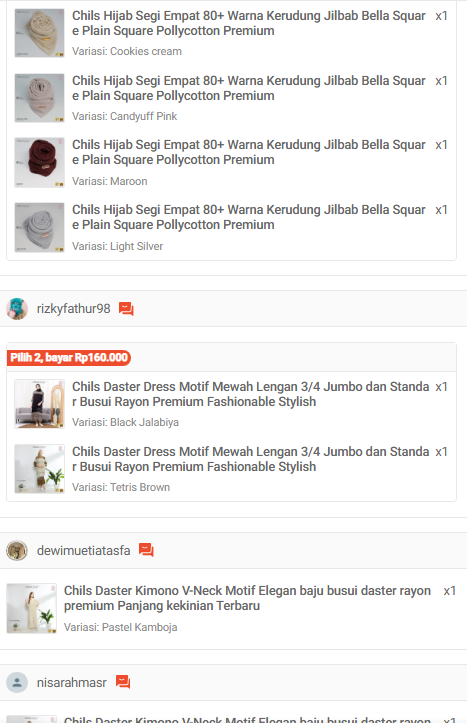 Chils Hijab Segi Empat 80+ Warna Kerudung Jilbab Bella Squar x1
e Plain Square Pollycotton Premium
Variasi: Cookies cream
Chils Hijab Segi Empat 80+ Warna Kerudung Jilbab Bella Squar x1
e Plain Square Pollycotton Premium
Variasi: Candyuff Pink
Chils Hijab Segi Empat 80+ Warna Kerudung Jilbab Bella Squar x1
e Plain Square Pollycotton Premium
Variasi: Maroon
Chils Hijab Segi Empat 80+ Warna Kerudung Jilbab Bella Squar x1
e Plain Square Pollycotton Premium
Variasi: Light Silver
rizkyfathur98
Pilih 2, bayar Rp160.000
Chils Daster Dress Motif Mewah Lengan 3/4 Jumbo dan Standa x1
r Busui Rayon Premium Fashionable Stylish
Variasi: Black Jalabiya
Chils Daster Dress Motif Mewah Lengan 3/4 Jumbo dan Standa x1
r Busui Rayon Premium Fashionable Stylish
Variasi: Tetris Brown
dewimuetiatasfa
Chils Daster Kimono V-Neck Motif Elegan baju busui daster rayon x1
premium Panjang kekinian Terbaru
Variasi: Pastel Kamboja
nisarahmasr
Chils Daster Kimono V-Neck Motif Elegan baju busui daster rayon x1